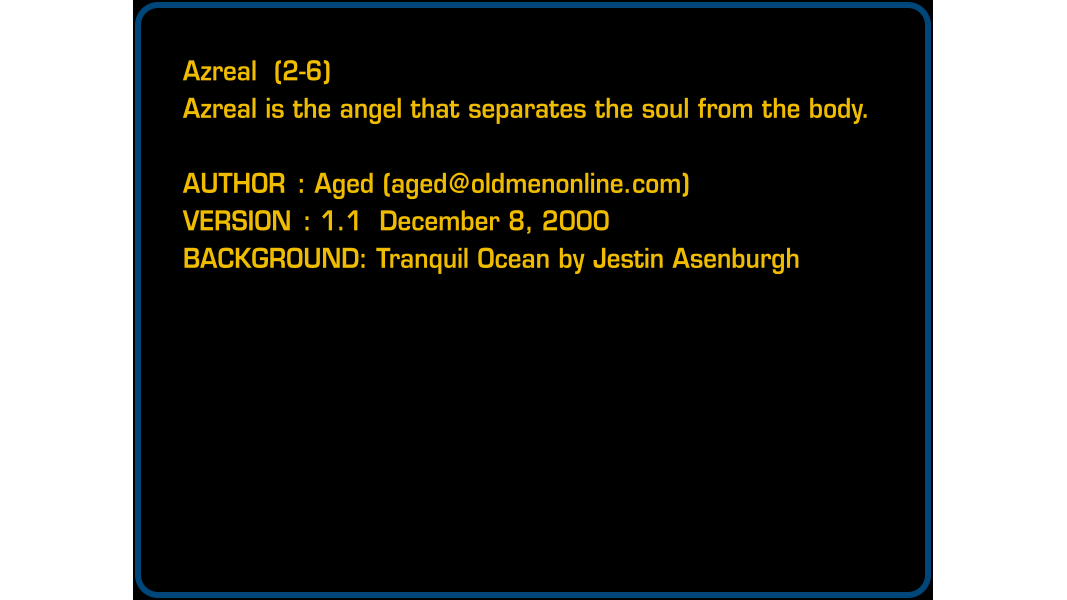 Azreal  (2-6)
Azreal is the angel that separates the soul from the body.
AUTHOR : Aged (aged@oldmenonline.com)
VERSION : 1.1  December 8, 2000
BACKGROUND: Tranquil Ocean by Jestin Asenburgh